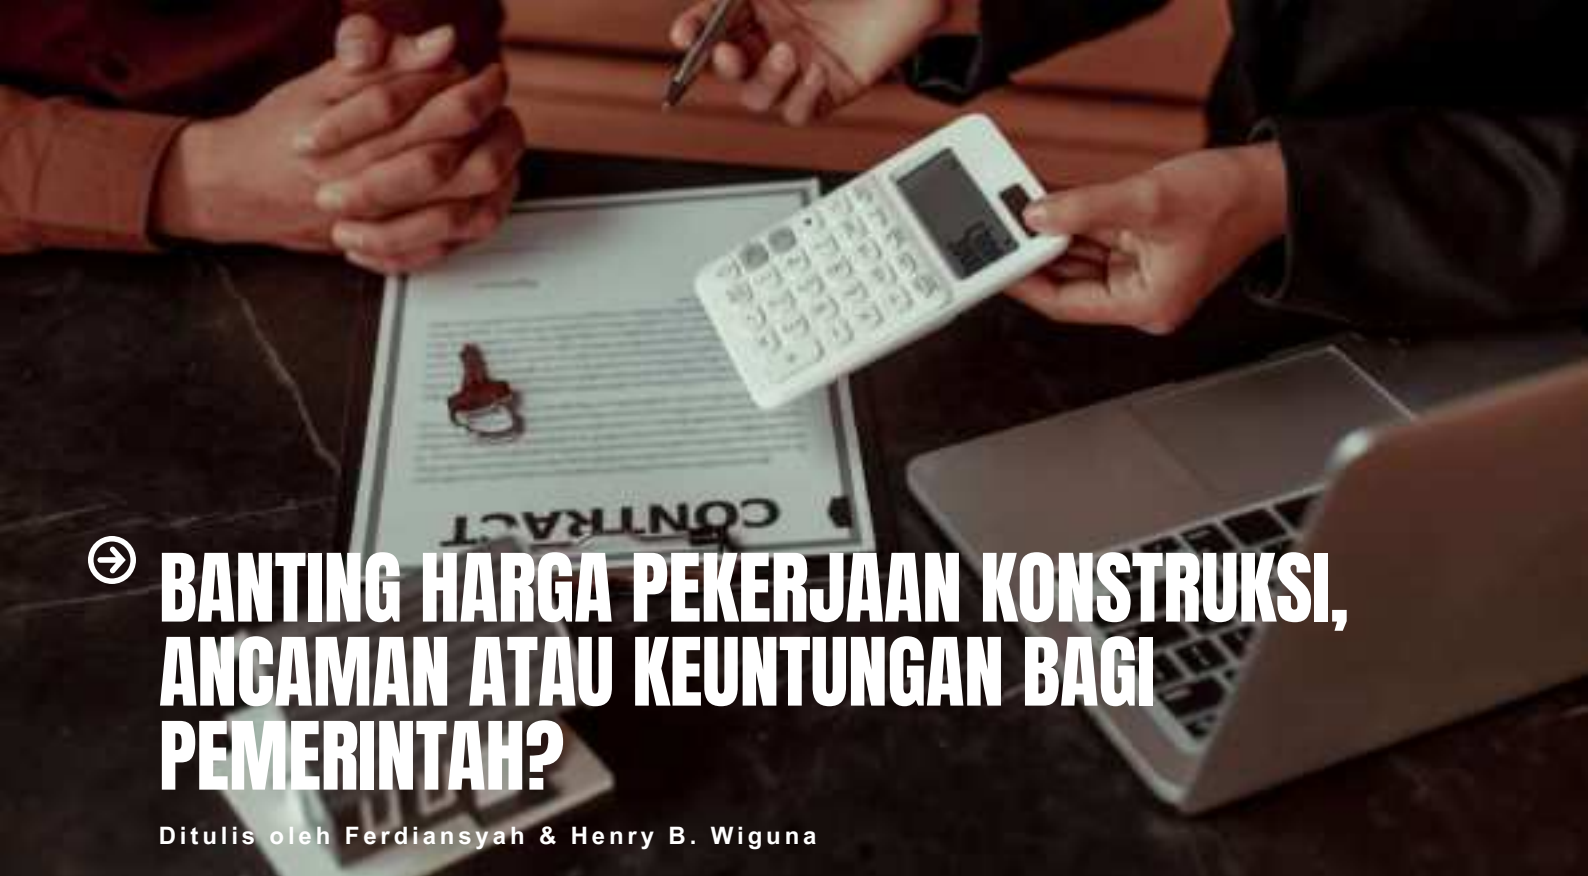 CONTRACT
BANTING HARGA PEKERJAAN KONSTRUKSI,
ANCAMAN ATAU KEUNTUNGAN BAGI
PEMERINTAH?
Ditulis oleh Ferdiansyah & Henry B. Wiguna